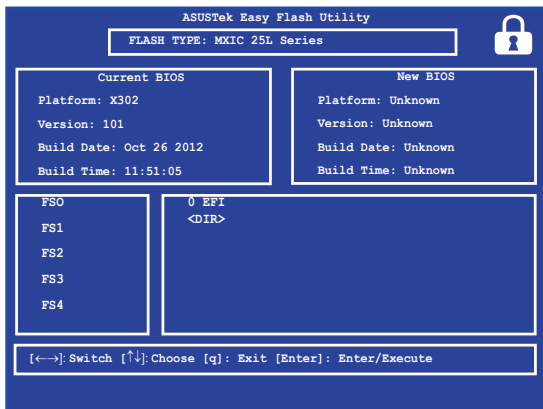 ASUSTek Easy Flash Utility
FLASH TYPE: MXIC 25L Series
Current BIOS
Platform: X302
Version: 101
Build Date: Oct 26 2012
Build Time: 11:51:05
New BIOS
Platform: Unknown
Version: Unknown
Build Date: Unknown
Build Time: Unknown
FSO
FS1
FS2
FS3
FS4
0 EFI
<DIR>
[←→]: Switch [↑↓]: Choose [q]: Exit [Enter]: Enter/Execute